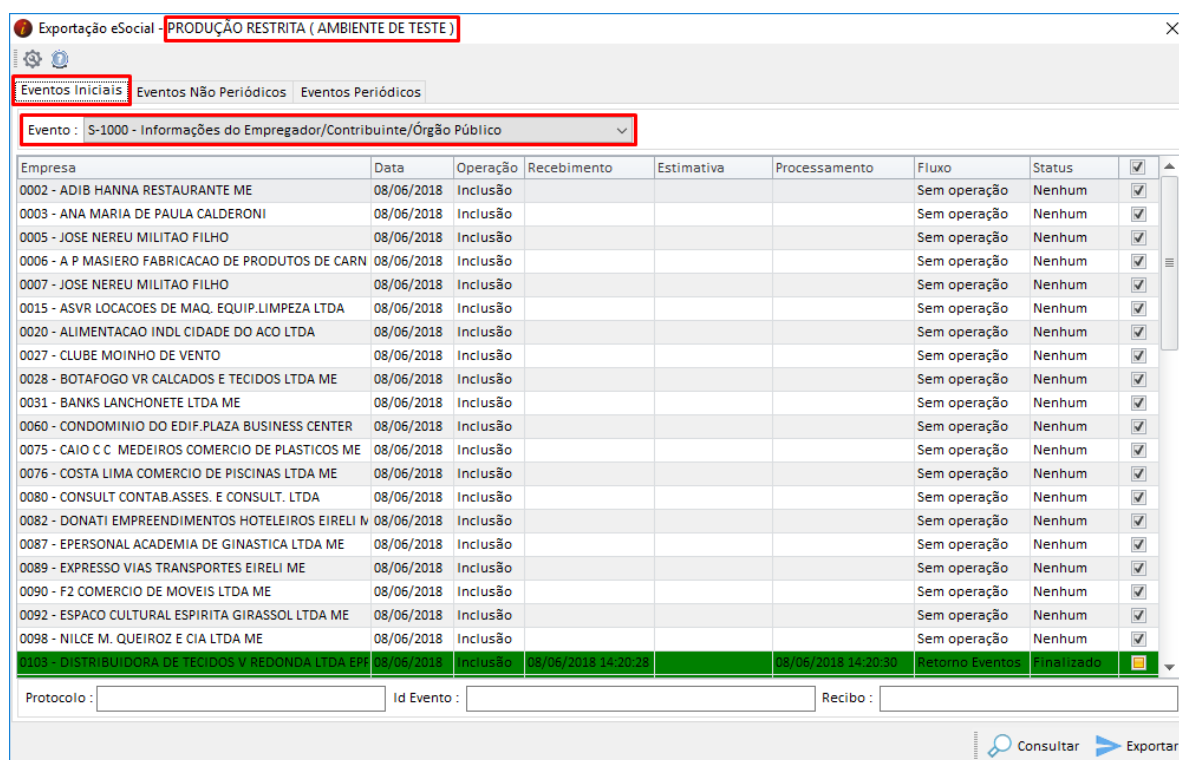 Exportação eSocial - PRODUÇÃO RESTRITA ( AMBIENTE DE TESTE )
Eventos Iniciais Eventos Não Periódicos Eventos Periódicos
Evento : S-1000 - Informações do Empregador/Contribuinte/Órgão Público
Empresa Data Operação Recebimento Estimativa Processamento Fluxo Status
0002 - ADIB HANNA RESTAURANTE ME 08/06/2018 Inclusão Sem operação Nenhum
0003 - ANA MARIA DE PAULA CALDERONI 08/06/2018 Inclusão Sem operação Nenhum
0005 - JOSE NEREU MILITAO FILHO 08/06/2018 Inclusão Sem operação Nenhum
0006 - A P MASIERO FABRICACAO DE PRODUTOS DE CARN 08/06/2018 Inclusão Sem operação Nenhum
0007 - JOSE NEREU MILITAO FILHO 08/06/2018 Inclusão Sem operação Nenhum
0015 - ASVR LOCACOES DE MAQ. EQUIP.LIMPEZA LTDA 08/06/2018 Inclusão Sem operação Nenhum
0020 - ALIMENTACAO INDL CIDADE DO ACO LTDA 08/06/2018 Inclusão Sem operação Nenhum
0027 - CLUBE MOINHO DE VENTO 08/06/2018 Inclusão Sem operação Nenhum
0028 - BOTAFOGO VR CALCADOS E TECIDOS LTDA ME 08/06/2018 Inclusão Sem operação Nenhum
0031 - BANKS LANCHONETE LTDA ME 08/06/2018 Inclusão Sem operação Nenhum
0060 - CONDOMINIO DO EDIF.PLAZA BUSINESS CENTER 08/06/2018 Inclusão Sem operação Nenhum
0075 - CAIO C C MEDEIROS COMERCIO DE PLASTICOS ME 08/06/2018 Inclusão Sem operação Nenhum
0076 - COSTA LIMA COMERCIO DE PISCINAS LTDA ME 08/06/2018 Inclusão Sem operação Nenhum
0080 - CONSULT CONTAB.ASSES. E CONSULT. LTDA 08/06/2018 Inclusão Sem operação Nenhum
0082 - DONATI EMPREENDIMENTOS HOTELEIROS EIRELI M 08/06/2018 Inclusão Sem operação Nenhum
0087 - EPERSONAL ACADEMIA DE GINASTICA LTDA ME 08/06/2018 Inclusão Sem operação Nenhum
0089 - EXPRESSO VIAS TRANSPORTES EIRELI ME 08/06/2018 Inclusão Sem operação Nenhum
0090 - F2 COMERCIO DE MOVEIS LTDA ME 08/06/2018 Inclusão Sem operação Nenhum
0092 - ESPACO CULTURAL ESPIRITA GIRASSOL LTDA ME 08/06/2018 Inclusão Sem operação Nenhum
0098 - NILCE M. QUEIROZ E CIA LTDA ME 08/06/2018 Inclusão Sem operação Nenhum
0103 - DISTRIBUIDORA DE TECIDOS V REDONDA LTDA EPP 08/06/2018 Inclusão 08/06/2018 14:20:28 08/06/2018 14:20:30 Retorno Eventos Finalizado
Protocolo : Id Evento : Recibo :
Consultar Exportar